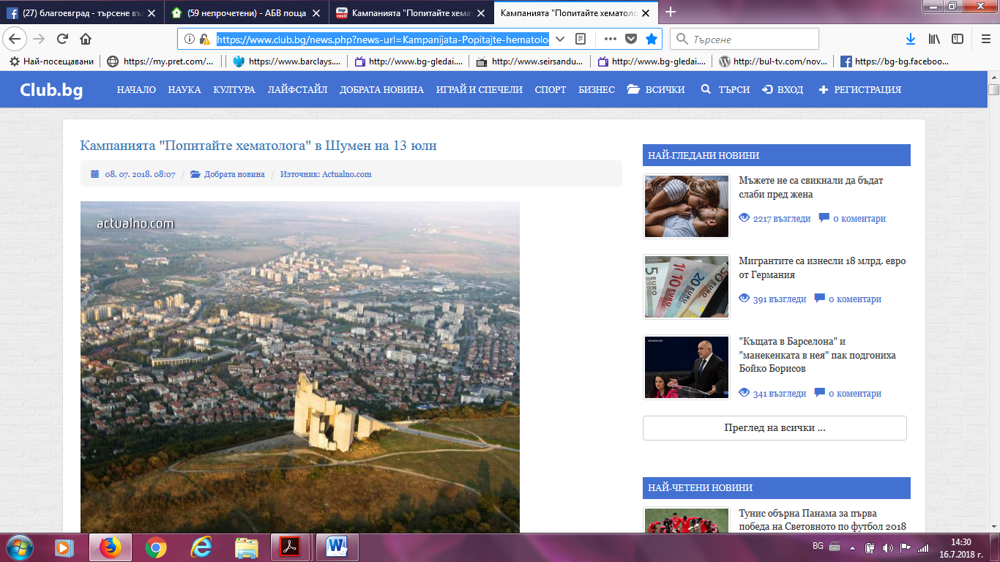 (27) благоевград - търсене във
(59 непрочетени) - АБВ поща
top vesti
Кампанията "Попитайте хемат
Кампанията "Попитайте хематоло
https://www.club.bg/news.php?news-url=Kampanijata-Popitajte-hematolo
Търсене
Най-посещавани
https://my.pret.com/...
https://www.barclays....
http://www.bg-gledai....
http://www.seirsandu...
http://www.bg-gledai....
http://bul-tv.com/nov...
https://bg-bg.faceboo...
Club.bg
НАЧАЛО
НАУКА
КУЛТУРА
ЛАЙФСТАЙЛ
ДОБРАТА НОВИНА
ИГРАЙ И СПЕЧЕЛИ
СПОРТ
БИЗНЕС
ВСИЧКИ
ТЪРСИ
ВХОД
РЕГИСТРАЦИЯ
Кампанията "Попитайте хематолога" в Шумен на 13 юли
08. 07. 2018. 08:07 / Добрата новина / Източник: Actualno.com
actualno.com
НАЙ-ГЛЕДАНИ НОВИНИ
Мъжете не са свикнали да бъдат
слаби пред жена
2217 възгледи 0 коментари
Мигрантите са изнесли 18 млрд. евро
от Германия
391 възгледи 0 коментари
"Къщата в Барселона" и
"манекенката в нея" пак подгониха
Бойко Борисов
341 възгледи 0 коментари
Преглед на всички ...
НАЙ-ЧЕТЕНИ НОВИНИ
Тунис обърна Панама за първа
победа на Световното по футбол 2018
BG
14:30
16.7.2018 г.